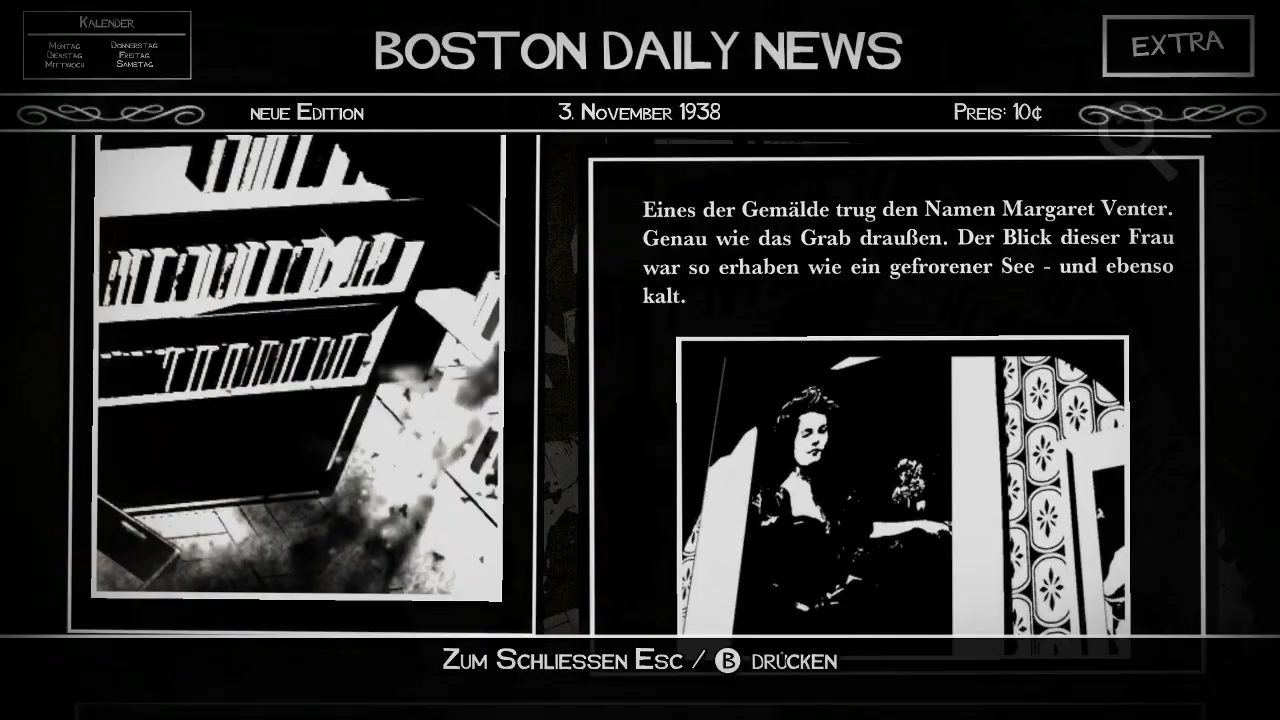 KALENDER
MONTAG DONNERSTAG
DIENSTAG FREITAG
MITTWOCH SAMSTAG
BOSTON DAILY NEWS
EXTRA
NEUE EDITION 3. NOVEMBER 1938 PREIS: 10¢
Eines der Gemälde trug den Namen Margaret Venter.
Genau wie das Grab draußen. Der Blick dieser Frau
war so erhaben wie ein gefrorener See - und ebenso
kalt.
ZUM SCHLIESSEN ESC / B DRÜCKEN